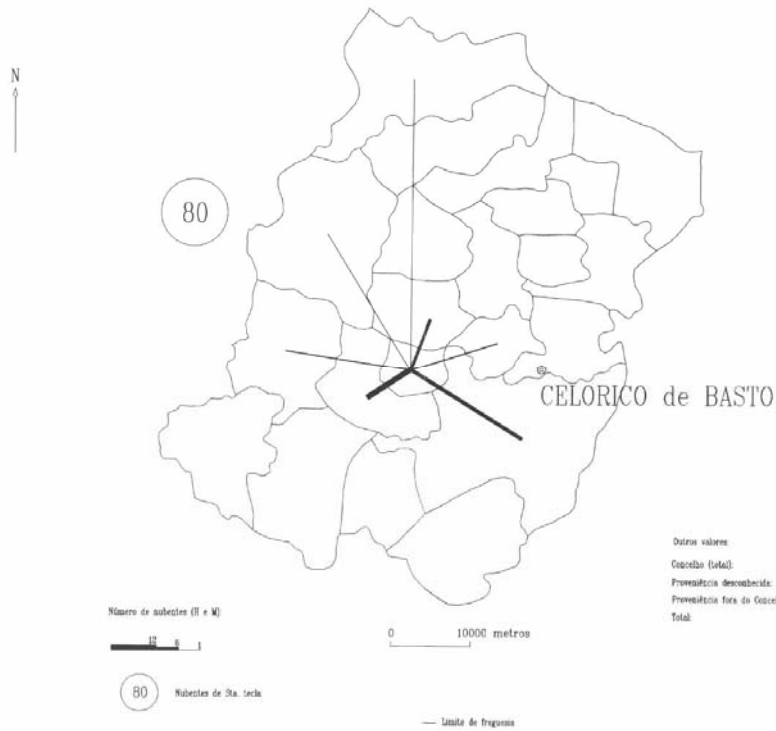 N
80
CELORICO de BASTO
Outros valores:
Concelho (total):
Proveniência desconhecida:
Proveniência fora do Concel
Total:
Número de nubentes (H e M)
12 6 1
0 10000 metros
80 Nubentes de Sta. tecla
Limite de freguesia